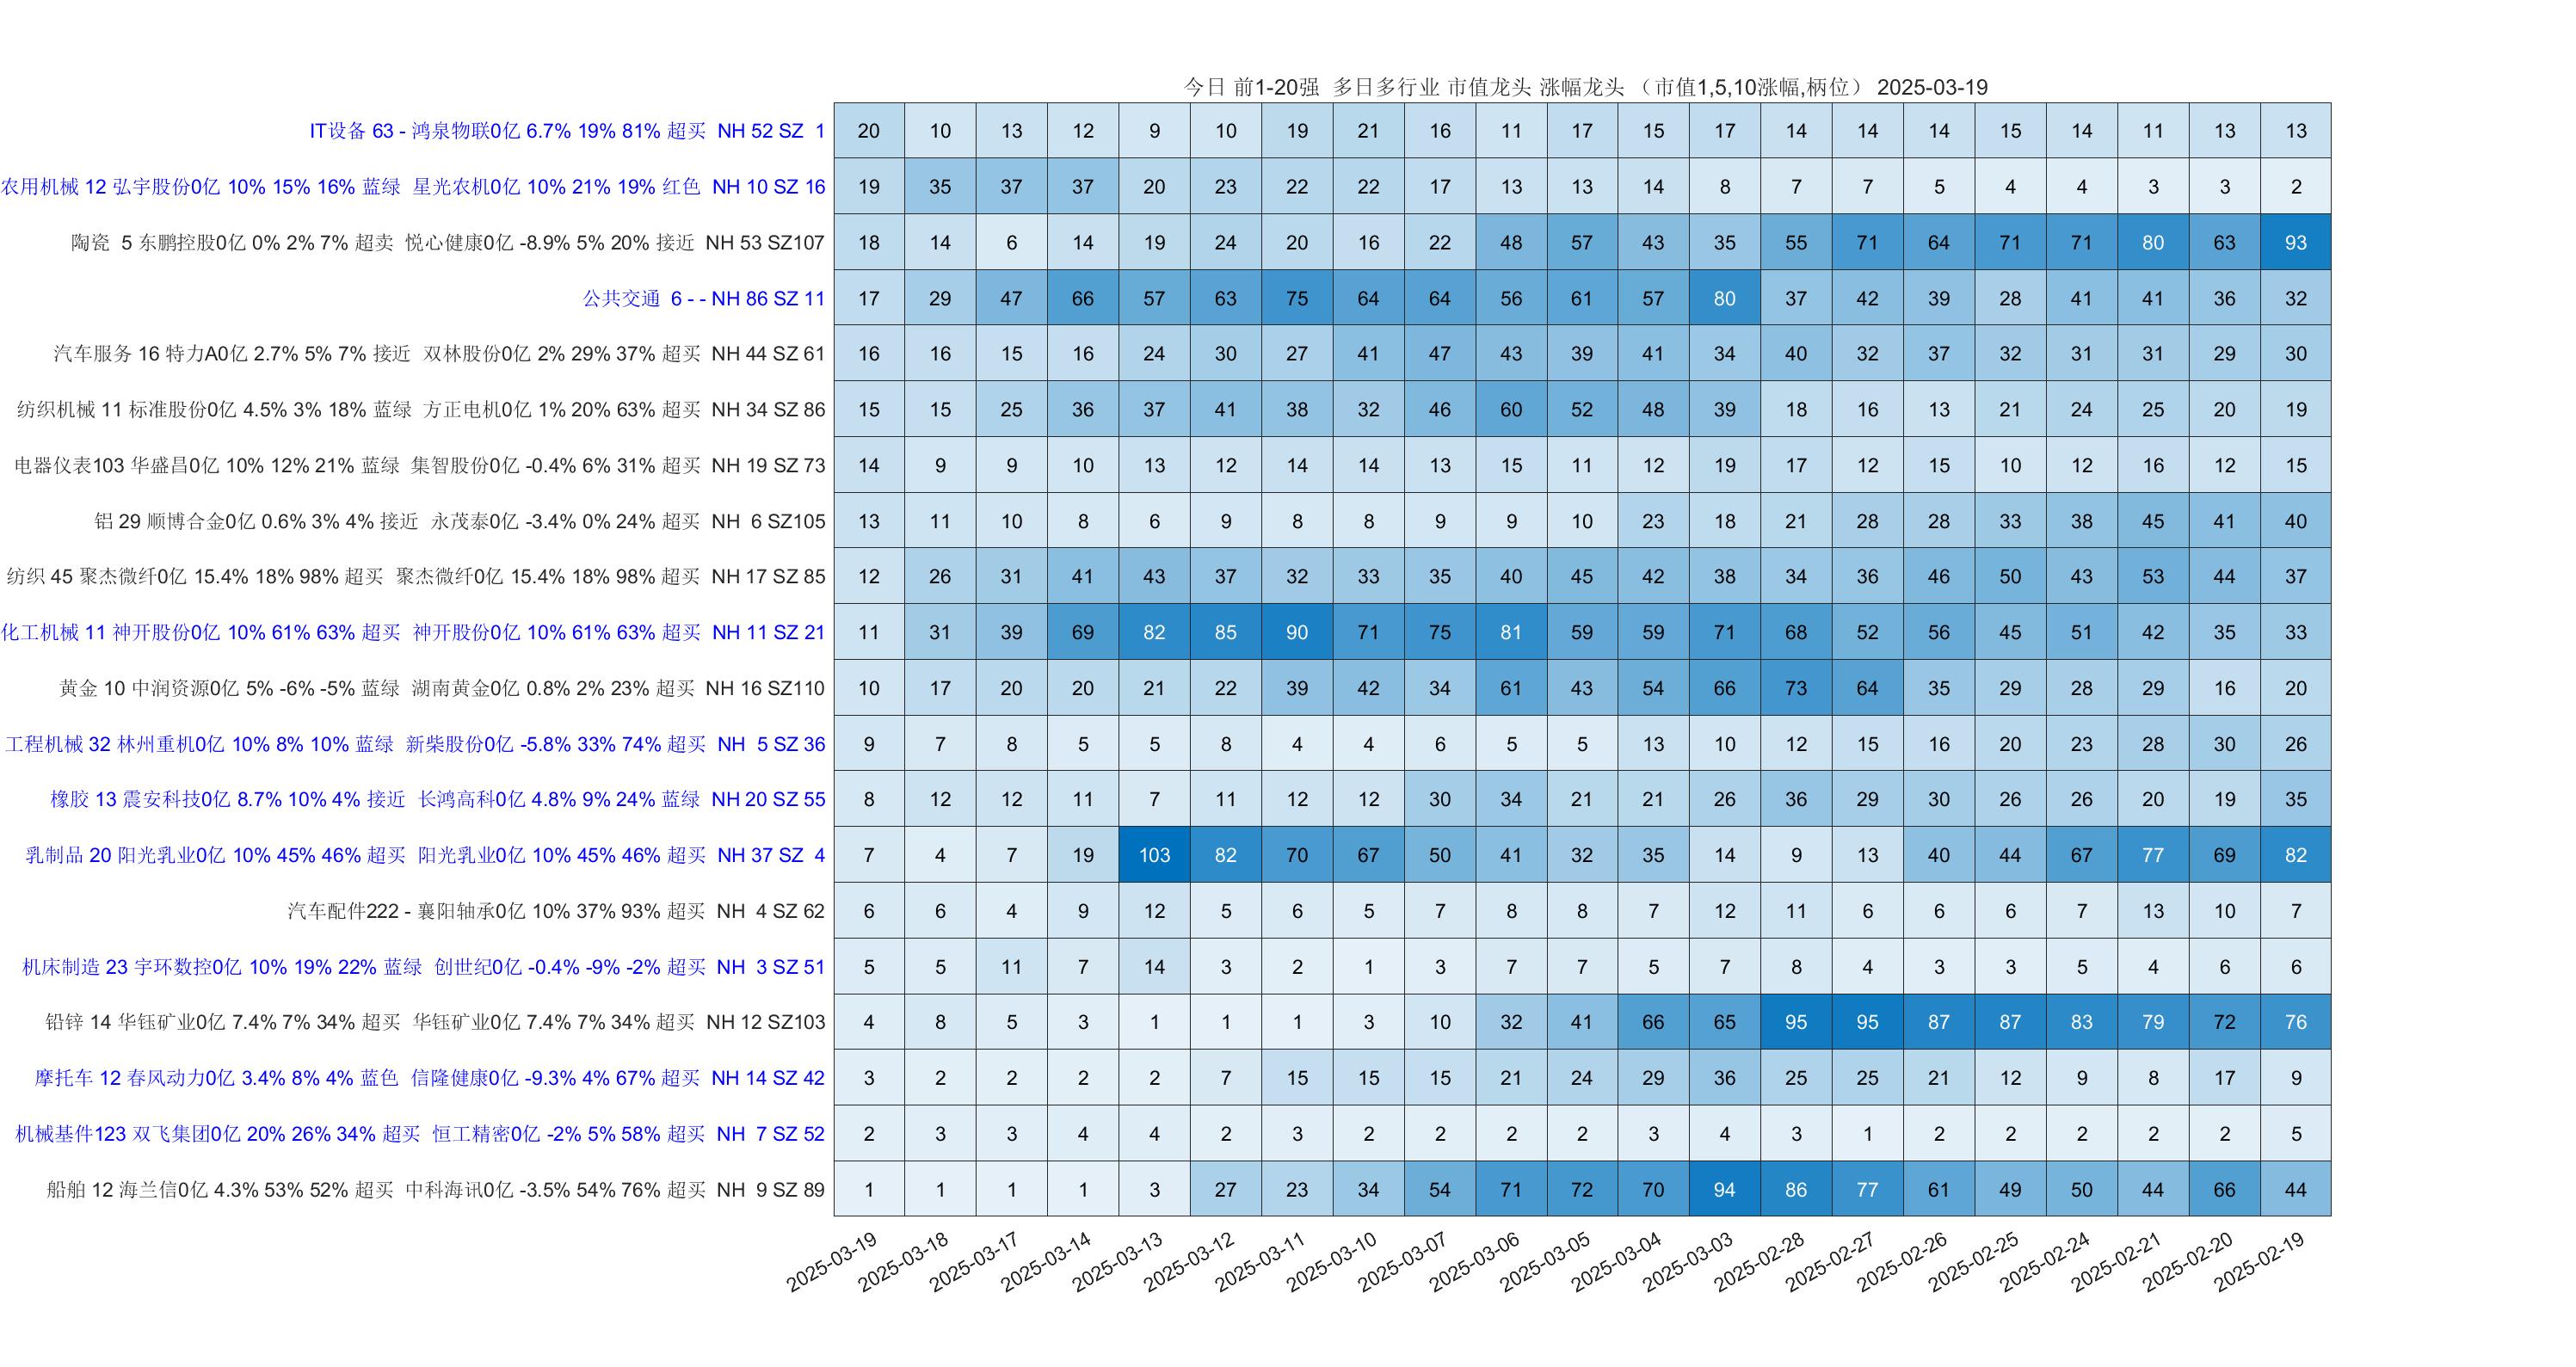 今日 前1-20强 多日多行业 市值龙头 涨幅龙头 （市值1,5,10涨幅,柄位） 2025-03-19
IT设备 63 - 鸿泉物联0亿 6.7% 19% 81% 超买 NH 52 SZ 1 20 10 13 12 9 10 19 21 16 11 17 15 17 14 14 14 15 14 11 13 13
农用机械 12 弘宇股份0亿 10% 15% 16% 蓝绿 星光农机0亿 10% 21% 19% 红色 NH 10 SZ 16 19 35 37 37 20 23 22 22 17 13 13 14 8 7 7 5 4 4 3 3 2
陶瓷 5 东鹏控股0亿 0% 2% 7% 超卖 悦心健康0亿 -8.9% 5% 20% 接近 NH 53 SZ107 18 14 6 14 19 24 20 16 22 48 57 43 35 55 71 64 71 71 80 63 93
公共交通 6 - - NH 86 SZ 11 17 29 47 66 57 63 75 64 64 56 61 57 80 37 42 39 28 41 41 36 32
汽车服务 16 特力A0亿 2.7% 5% 7% 接近 双林股份0亿 2% 29% 37% 超买 NH 44 SZ 61 16 16 15 16 24 30 27 41 47 43 39 41 34 40 32 37 32 31 31 29 30
纺织机械 11 标准股份0亿 4.5% 3% 18% 蓝绿 方正电机0亿 1% 20% 63% 超买 NH 34 SZ 86 15 15 25 36 37 41 38 32 46 60 52 48 39 18 16 13 21 24 25 20 19
电器仪表103 华盛昌0亿 10% 12% 21% 蓝绿 集智股份0亿 -0.4% 6% 31% 超买 NH 19 SZ 73 14 9 9 10 13 12 14 14 13 15 11 12 19 17 12 15 10 12 16 12 15
铝 29 顺博合金0亿 0.6% 3% 4% 接近 永茂泰0亿 -3.4% 0% 24% 超买 NH 6 SZ105 13 11 10 8 6 9 8 8 9 9 10 23 18 21 28 28 33 38 45 41 40
纺织 45 聚杰微纤0亿 15.4% 18% 98% 超买 聚杰微纤0亿 15.4% 18% 98% 超买 NH 17 SZ 85 12 26 31 41 43 37 32 33 35 40 45 42 38 34 36 46 50 43 53 44 37
化工机械 11 神开股份0亿 10% 61% 63% 超买 神开股份0亿 10% 61% 63% 超买 NH 11 SZ 21 11 31 39 69 82 85 90 71 75 81 59 59 71 68 52 56 45 51 42 35 33
黄金 10 中润资源0亿 5% -6% -5% 蓝绿 湖南黄金0亿 0.8% 2% 23% 超买 NH 16 SZ110 10 17 20 20 21 22 39 42 34 61 43 54 66 73 64 35 29 28 29 16 20
工程机械 32 林州重机0亿 10% 8% 10% 蓝绿 新柴股份0亿 -5.8% 33% 74% 超买 NH 5 SZ 36 9 7 8 5 5 8 4 4 6 5 5 13 10 12 15 16 20 23 28 30 26
橡胶 13 震安科技0亿 8.7% 10% 4% 接近 长鸿高科0亿 4.8% 9% 24% 蓝绿 NH 20 SZ 55 8 12 12 11 7 11 12 12 30 34 21 21 26 36 29 30 26 26 20 19 35
乳制品 20 阳光乳业0亿 10% 45% 46% 超买 阳光乳业0亿 10% 45% 46% 超买 NH 37 SZ 4 7 4 7 19 103 82 70 67 50 41 32 35 14 9 13 40 44 67 77 69 82
汽车配件222 - 襄阳轴承0亿 10% 37% 93% 超买 NH 4 SZ 62 6 6 4 9 12 5 6 5 7 8 8 7 12 11 6 6 6 7 13 10 7
机床制造 23 宇环数控0亿 10% 19% 22% 蓝绿 创世纪0亿 -0.4% -9% -2% 超买 NH 3 SZ 51 5 5 11 7 14 3 2 1 3 7 7 5 7 8 4 3 3 5 4 6 6
铅锌 14 华钰矿业0亿 7.4% 7% 34% 超买 华钰矿业0亿 7.4% 7% 34% 超买 NH 12 SZ103 4 8 5 3 1 1 1 3 10 32 41 66 65 95 95 87 87 83 79 72 76
摩托车 12 春风动力0亿 3.4% 8% 4% 蓝色 信隆健康0亿 -9.3% 4% 67% 超买 NH 14 SZ 42 3 2 2 2 2 7 15 15 15 21 24 29 36 25 25 21 12 9 8 17 9
机械基件123 双飞集团0亿 20% 26% 34% 超买 恒工精密0亿 -2% 5% 58% 超买 NH 7 SZ 52 2 3 3 4 4 2 3 2 2 2 2 3 4 3 1 2 2 2 2 2 5
船舶 12 海兰信0亿 4.3% 53% 52% 超买 中科海讯0亿 -3.5% 54% 76% 超买 NH 9 SZ 89 1 1 1 1 3 27 23 34 54 71 72 70 94 86 77 61 49 50 44 66 44
2025-03-19 2025-03-18 2025-03-17 2025-03-14 2025-03-13 2025-03-12 2025-03-11 2025-03-10 2025-03-07 2025-03-06 2025-03-05 2025-03-04 2025-03-03 2025-02-28 2025-02-27 2025-02-26 2025-02-25 2025-02-24 2025-02-21 2025-02-20 2025-02-19